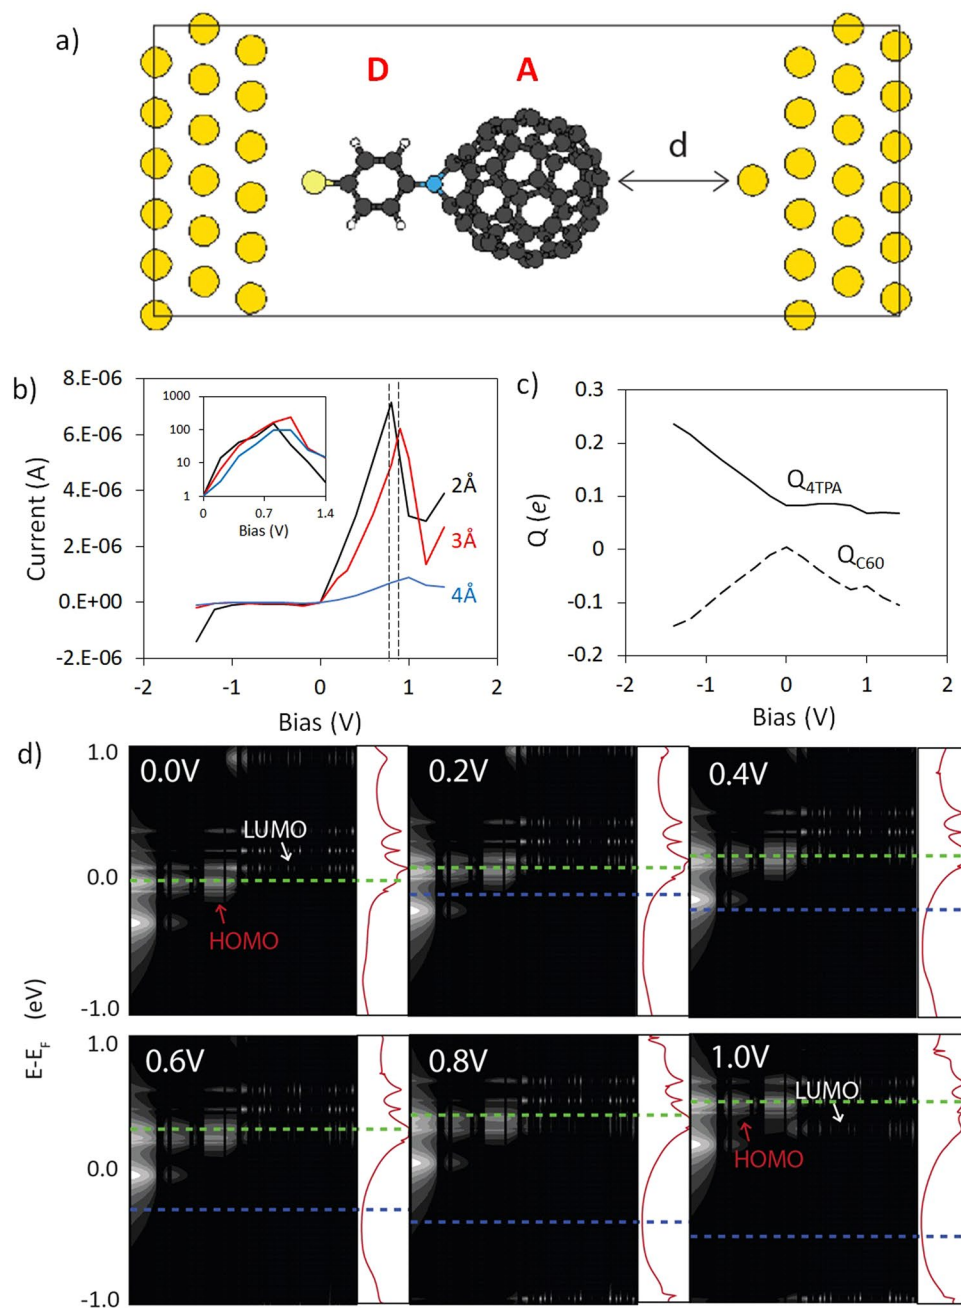 a)
D A
d
b)
8.E-06
6.E-06
4.E-06
2.E-06
0.E+00
-2.E-06
Current (A)
-2 -1 0 1 2
Bias (V)
1000
100
10
1
0 0.7 1.4
Bias (V)
2Å
3Å
4Å
c)
0.3
0.2
0.1
0
-0.1
-0.2
Q (e)
Q4TPA
QC60
-2 -1 0 1 2
Bias (V)
d)
1.0
0.0
-1.0
1.0
0.0
-1.0
E-EF (eV)
0.0V
LUMO
HOMO
0.2V
0.4V
0.6V
0.8V
1.0V
LUMO
HOMO